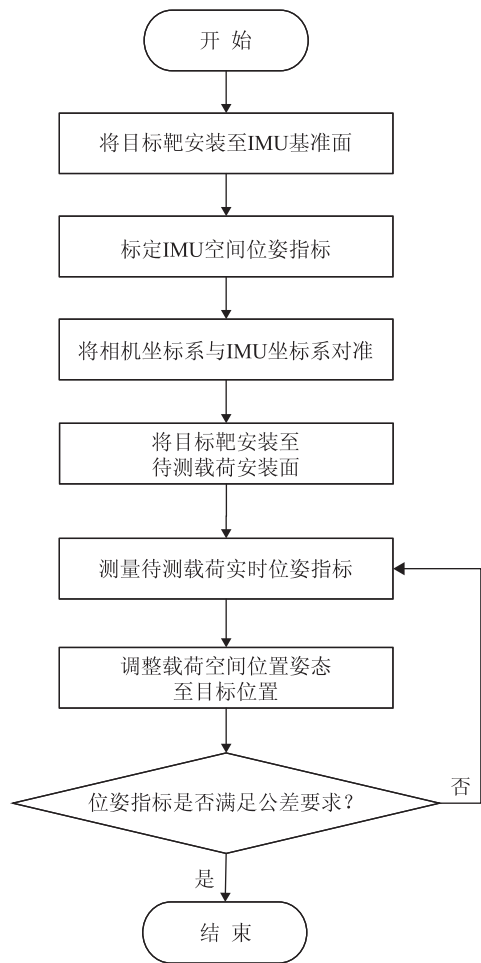 开 始
将目标靶安装至IMU基准面
标定IMU空间位姿指标
将相机坐标系与IMU坐标系对准
将目标靶安装至
待测载荷安装面
测量待测载荷实时位姿指标
调整载荷空间位置姿态
至目标位置
位姿指标是否满足公差要求?
否
是
结 束